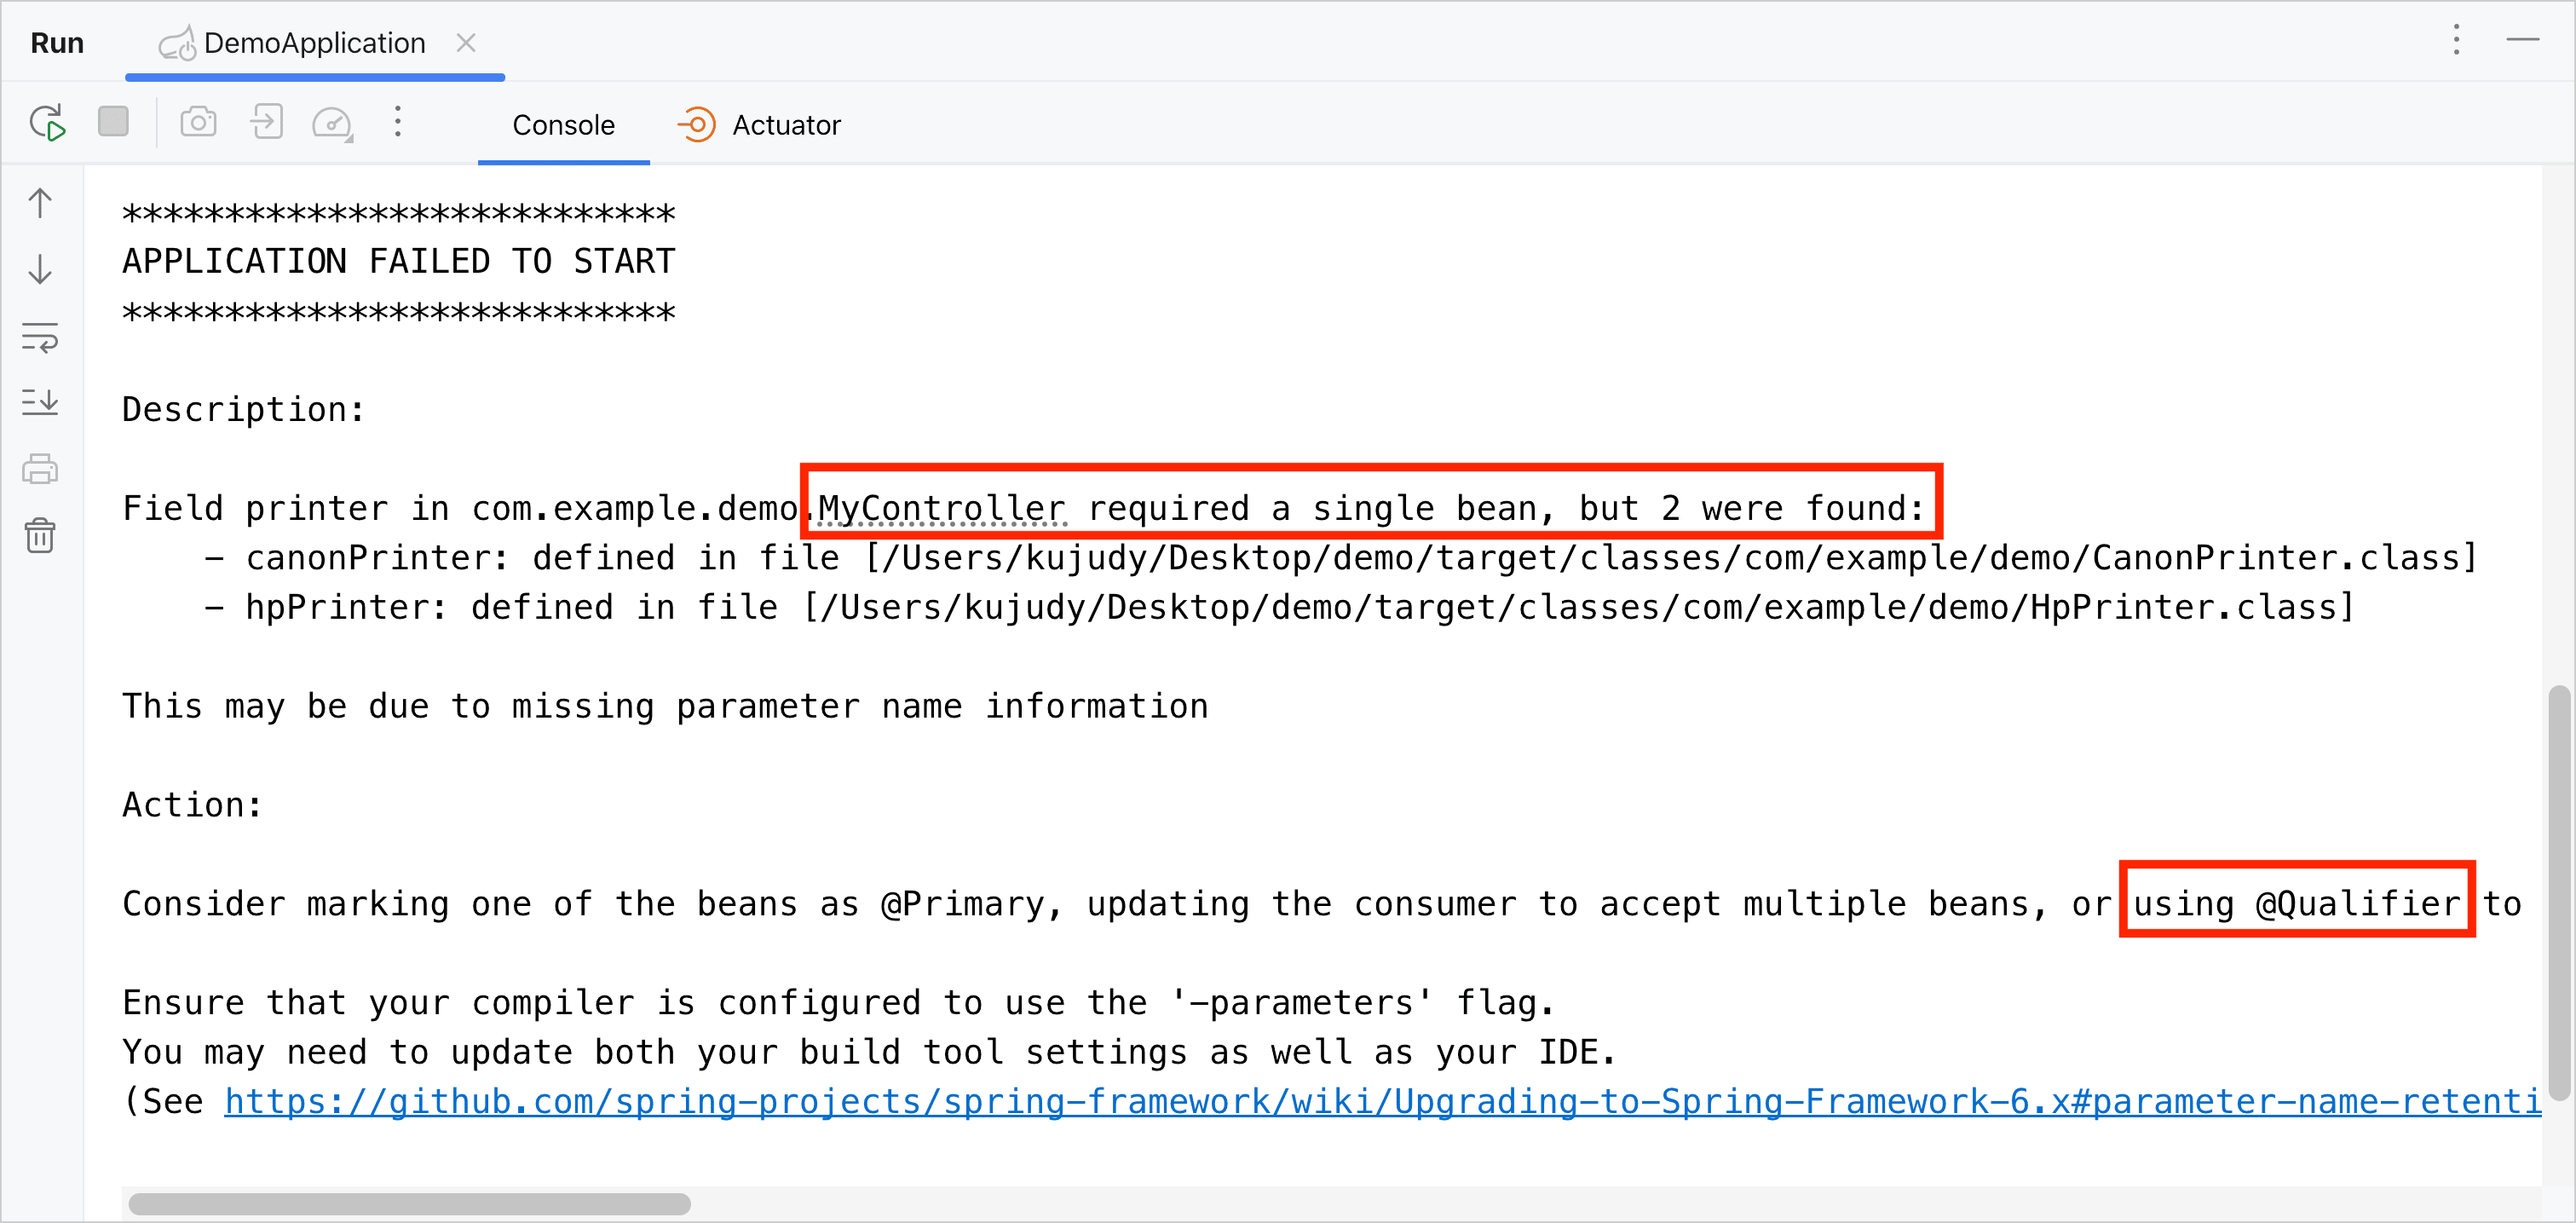 Run DemoApplication
Console Actuator
***************************
APPLICATION FAILED TO START
***************************
Description:
Field printer in com.example.demo.MyController required a single bean, but 2 were found:
– canonPrinter: defined in file [/Users/kujudy/Desktop/demo/target/classes/com/example/demo/CanonPrinter.class]
– hpPrinter: defined in file [/Users/kujudy/Desktop/demo/target/classes/com/example/demo/HpPrinter.class]
This may be due to missing parameter name information
Action:
Consider marking one of the beans as @Primary, updating the consumer to accept multiple beans, or using @Qualifier to
Ensure that your compiler is configured to use the '-parameters' flag.
You may need to update both your build tool settings as well as your IDE.
(See https://github.com/spring-projects/spring-framework/wiki/Upgrading-to-Spring-Framework-6.x#parameter-name-retenti